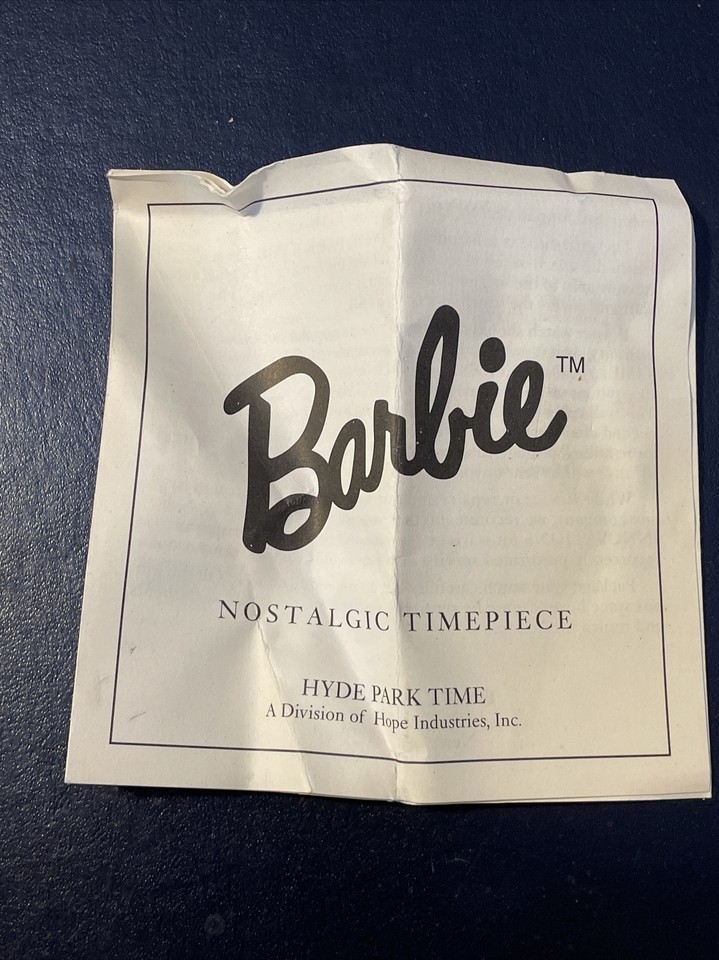 Barbie™
NOSTALGIC TIMEPIECE
HYDE PARK TIME
A Division of Hope Industries, Inc.